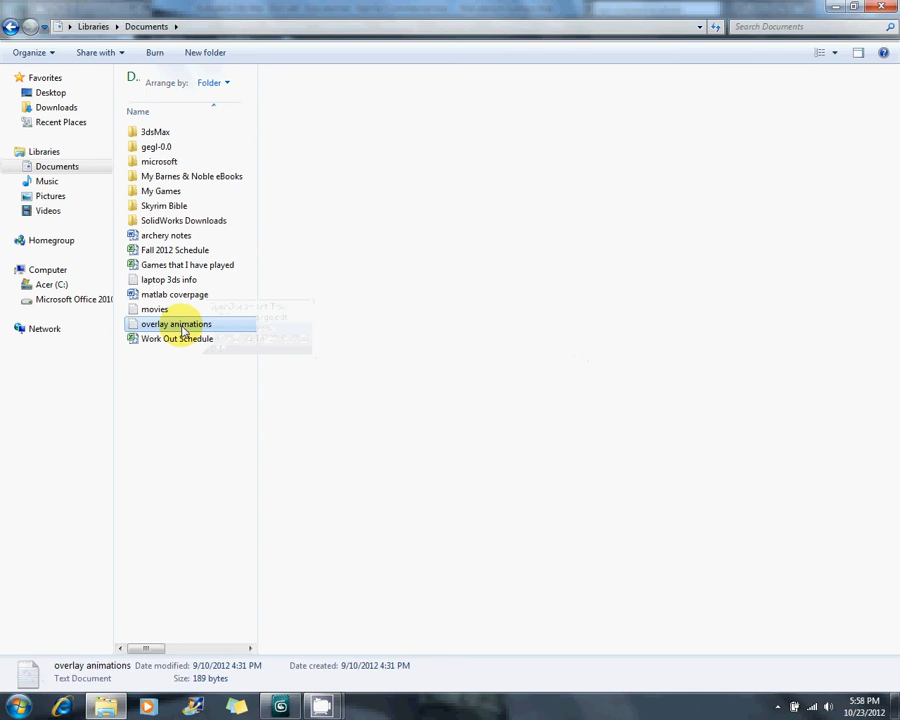 Libraries ▸ Documents ▸
Search Documents
Organize Share with Burn New folder
Favorites
Desktop
Downloads
Recent Places
Libraries
Documents
Music
Pictures
Videos
Homegroup
Computer
Acer (C:)
Microsoft Office 2010
Network
D..
Arrange by: Folder
Name
3dsMax
gegl-0.0
microsoft
My Barnes & Noble eBooks
My Games
Skyrim Bible
SolidWorks Downloads
archery notes
Fall 2012 Schedule
Games that I have played
laptop 3ds info
matlab coverpage
movies
overlay animations
Work Out Schedule
overlay animations Date modified: 9/10/2012 4:31 PM Date created: 9/10/2012 4:31 PM
Text Document Size: 189 bytes
5:58 PM
10/23/2012